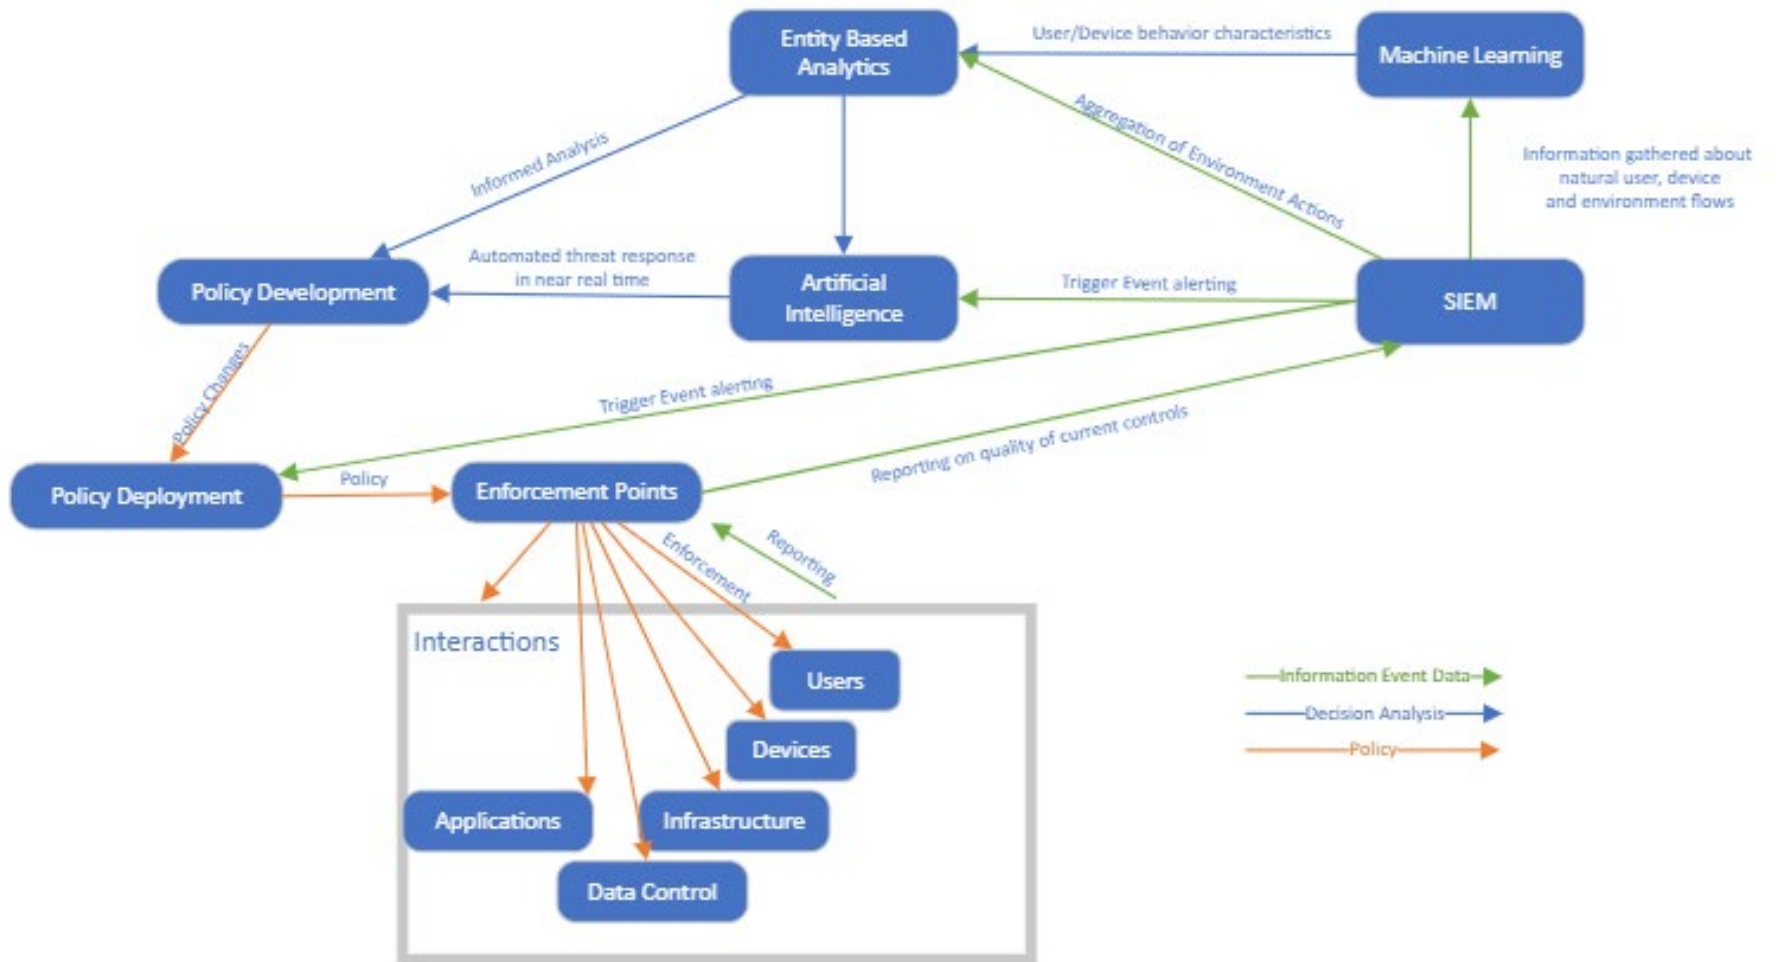 Entity Based
Analytics
User/Device behavior characteristics
Machine Learning
Aggregation of Environment Actions
Information gathered about
natural user, device
and environment flows
Informed Analysis
Policy Development
Automated threat response
in near real time
Artificial
Intelligence
Trigger Event alerting
SIEM
Policy Changes
Trigger Event alerting
Reporting on quality of current controls
Policy Deployment
Policy
Enforcement Points
Enforcement
Reporting
Interactions
Users
Devices
Applications
Infrastructure
Data Control
Information Event Data
Decision Analysis
Policy